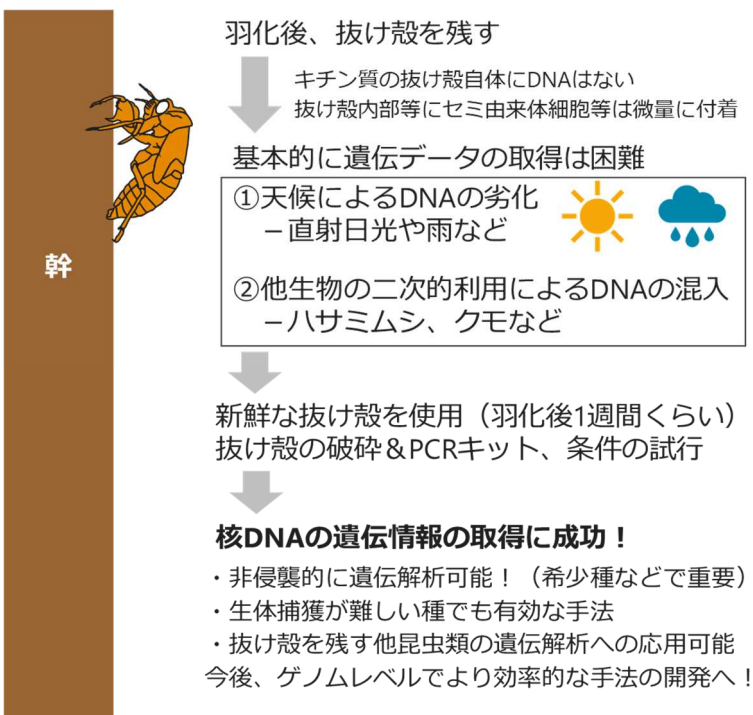 羽化後、抜け殻を残す
キチン質の抜け殻自体にDNAはない
抜け殻内部等にセミ由来体細胞等は微量に付着
基本的に遺伝データの取得は困難
①天候によるDNAの劣化
－直射日光や雨など
幹
②他生物の二次的利用によるDNAの混入
－ハサミムシ、クモなど
新鮮な抜け殻を使用（羽化後1週間くらい）
抜け殻の破砕＆PCRキット、条件の試行
核DNAの遺伝情報の取得に成功！
・非侵襲的に遺伝解析可能！（希少種などで重要）
・生体捕獲が難しい種でも有効な手法
・抜け殻を残す他昆虫類の遺伝解析への応用可能
今後、ゲノムレベルでより効率的な手法の開発へ！